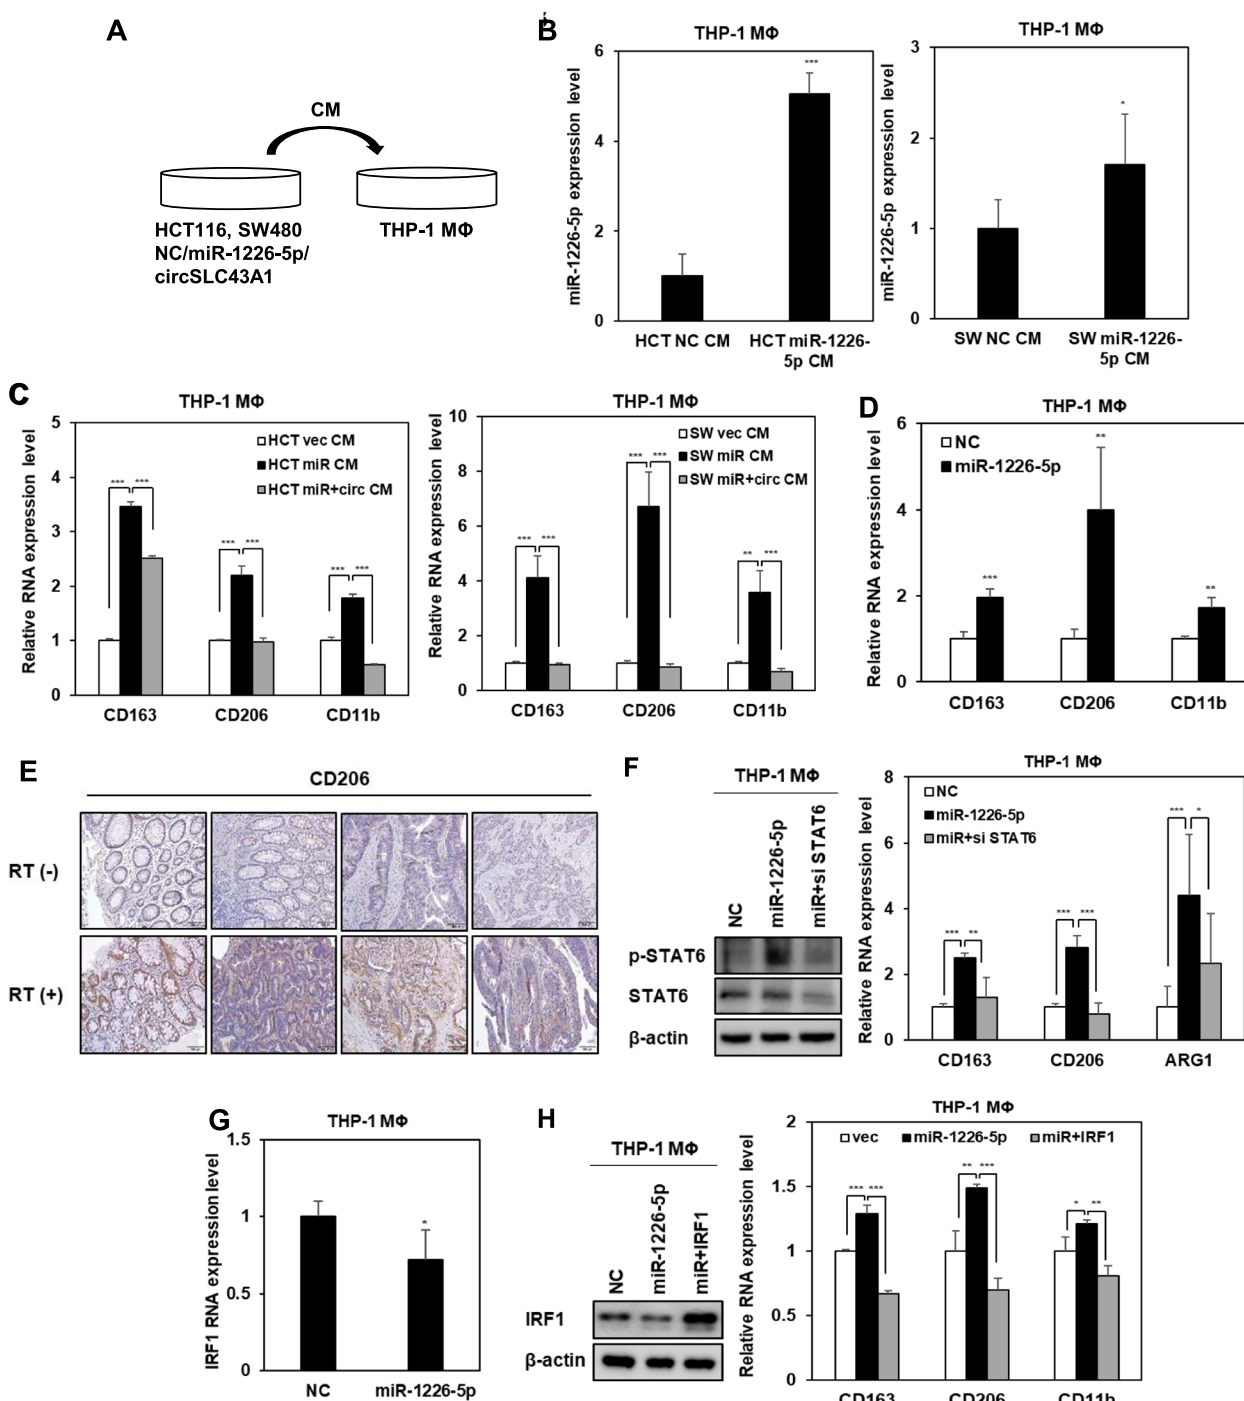 A
CM
HCT116, SW480
NC/miR-1226-5p/
circSLC43A1
THP-1 MΦ
B
THP-1 MΦ
miR-1226-5p expression level
6
4
2
0
***
HCT NC CM
HCT miR-1226-
5p CM
THP-1 MΦ
miR-1226-5p expression level
3
2
1
0
*
SW NC CM
SW miR-1226-
5p CM
C
THP-1 MΦ
Relative RNA expression level
5
4
3
2
1
0
HCT vec CM
HCT miR CM
HCT miR+circ CM
*** ***
*** ***
*** ***
CD163
CD206
CD11b
THP-1 MΦ
Relative RNA expression level
10
8
6
4
2
0
SW vec CM
SW miR CM
SW miR+circ CM
*** ***
*** ***
** ***
CD163
CD206
CD11b
D
THP-1 MΦ
Relative RNA expression level
6
4
2
0
NC
miR-1226-5p
***
**
**
CD163
CD206
CD11b
E
CD206
RT (-)
RT (+)
F
THP-1 MΦ
NC
miR-1226-5p
miR+si STAT6
p-STAT6
STAT6
β-actin
THP-1 MΦ
Relative RNA expression level
8
6
4
2
0
NC
miR-1226-5p
miR+si STAT6
*** **
*** ***
*** *
CD163
CD206
ARG1
G
THP-1 MΦ
IRF1 RNA expression level
1.5
1
0.5
0
*
NC
miR-1226-5p
H
THP-1 MΦ
NC
miR-1226-5p
miR+IRF1
IRF1
β-actin
THP-1 MΦ
Relative RNA expression level
2
1.5
1
0.5
0
vec
miR-1226-5p
miR+IRF1
*** ***
** ***
* **
CD163
CD206
CD11b